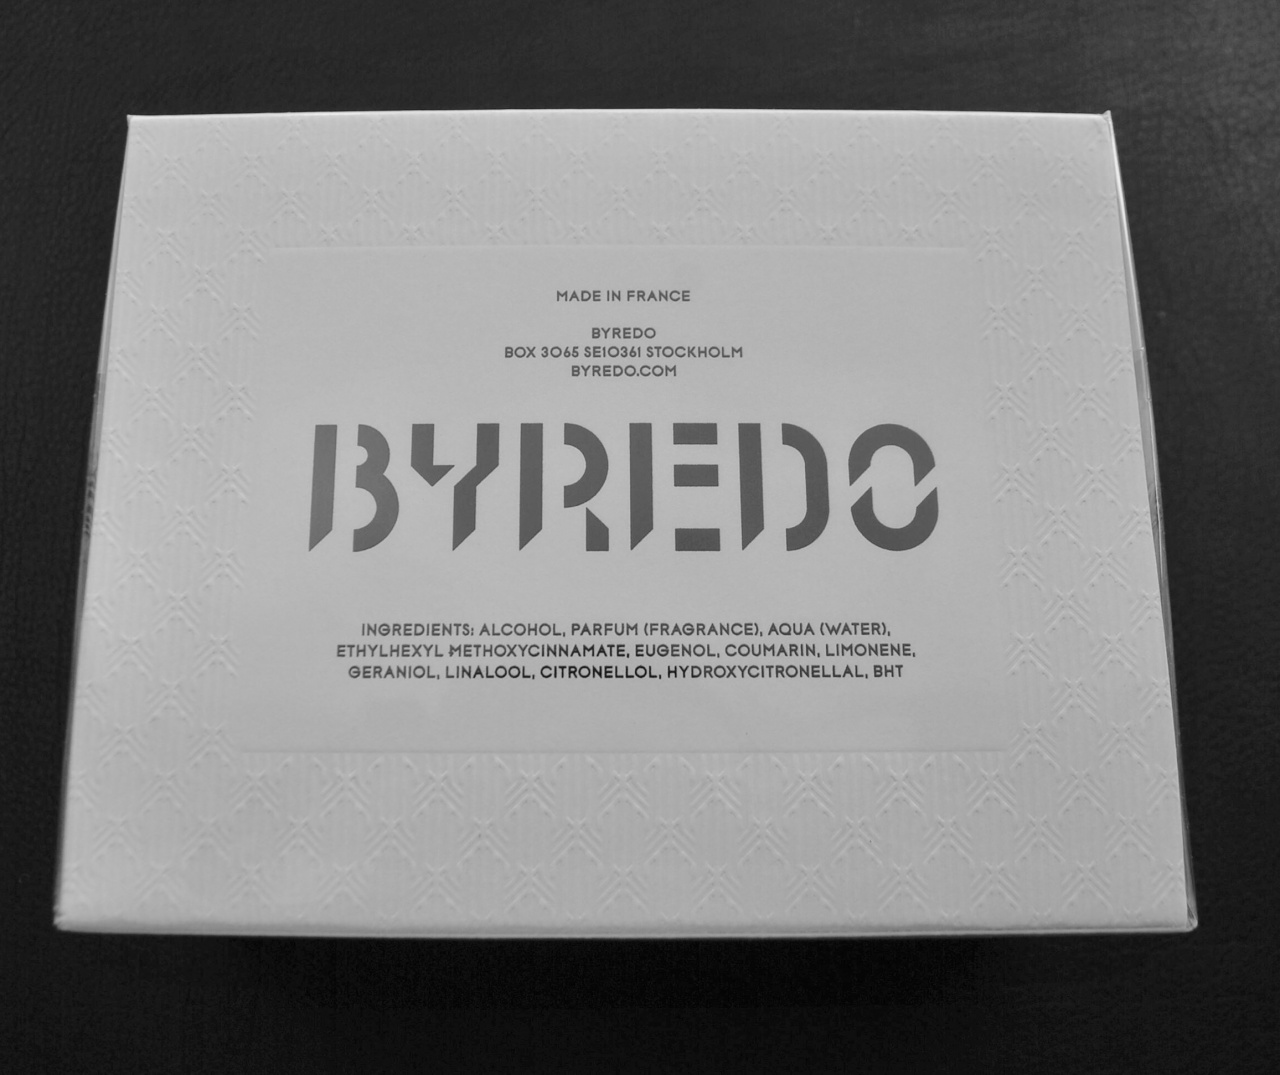 MADE IN FRANCE
BYREDO
BOX 3065 SE10361 STOCKHOLM
BYREDO.COM
BYREDO
INGREDIENTS: ALCOHOL, PARFUM (FRAGRANCE), AQUA (WATER),
ETHYLHEXYL METHOXYCINNAMATE, EUGENOL, COUMARIN, LIMONENE,
GERANIOL, LINALOOL, CITRONELLOL, HYDROXYCITRONELLAL, BHT